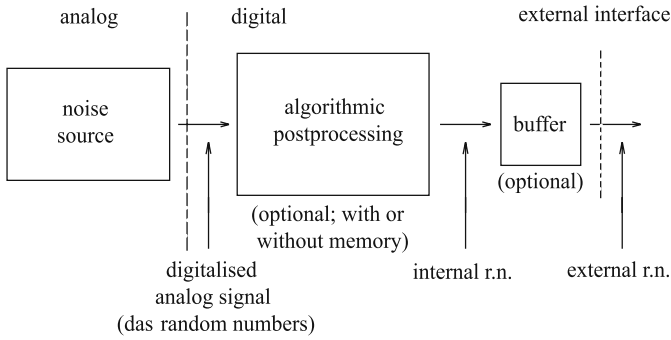 analog
digital
external interface
noise
source
algorithmic
postprocessing
buffer
(optional)
(optional; with or
without memory)
digitalised
analog signal
(das random numbers)
internal r.n.
external r.n.